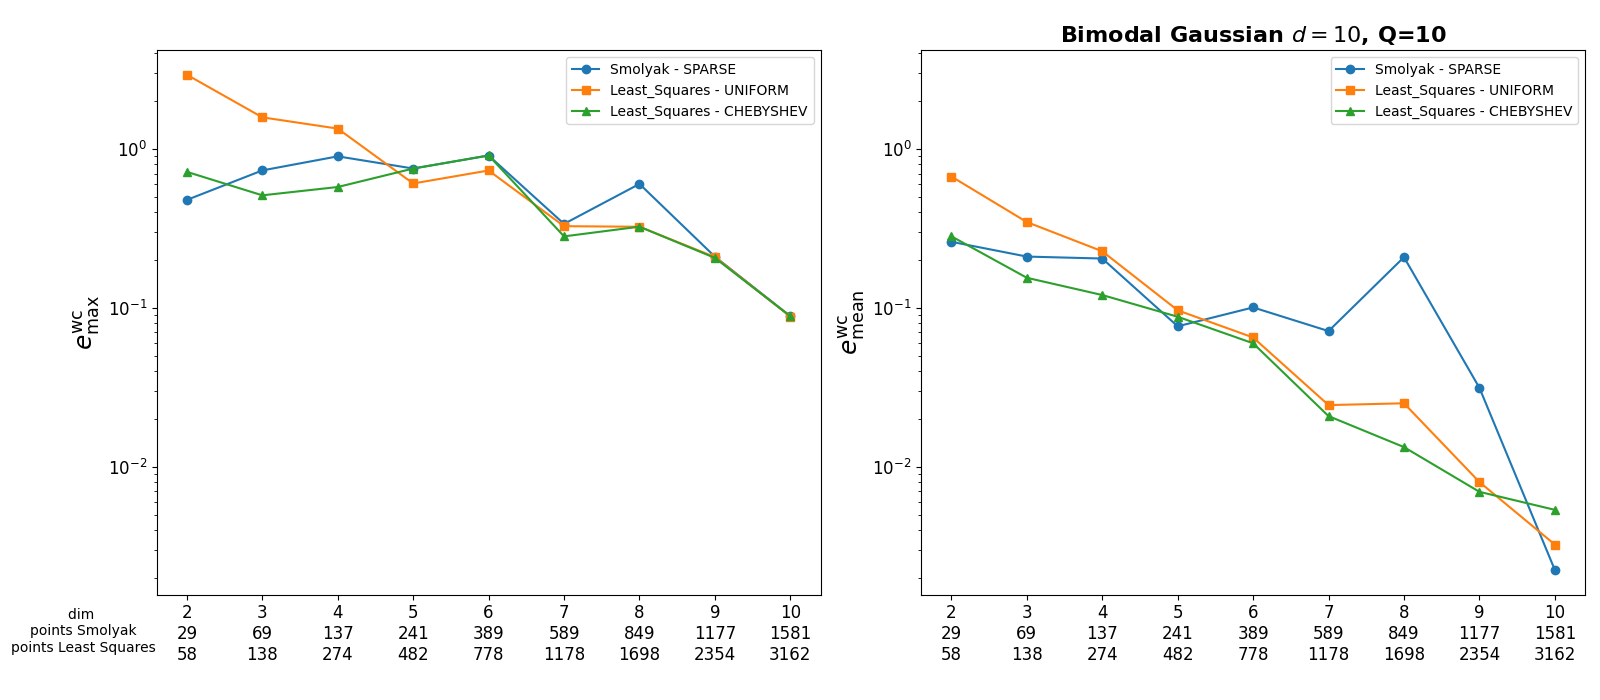 Bimodal Gaussian d = 10, Q=10
Smolyak - SPARSE
Least_Squares - UNIFORM
Least_Squares - CHEBYSHEV
10⁰
10⁻¹
10⁻²
e^wc_max
dim
points Smolyak
points Least Squares
2 3 4 5 6 7 8 9 10
29 69 137 241 389 589 849 1177 1581
58 138 274 482 778 1178 1698 2354 3162
Smolyak - SPARSE
Least_Squares - UNIFORM
Least_Squares - CHEBYSHEV
10⁰
10⁻¹
10⁻²
e^wc_mean
2 3 4 5 6 7 8 9 10
29 69 137 241 389 589 849 1177 1581
58 138 274 482 778 1178 1698 2354 3162